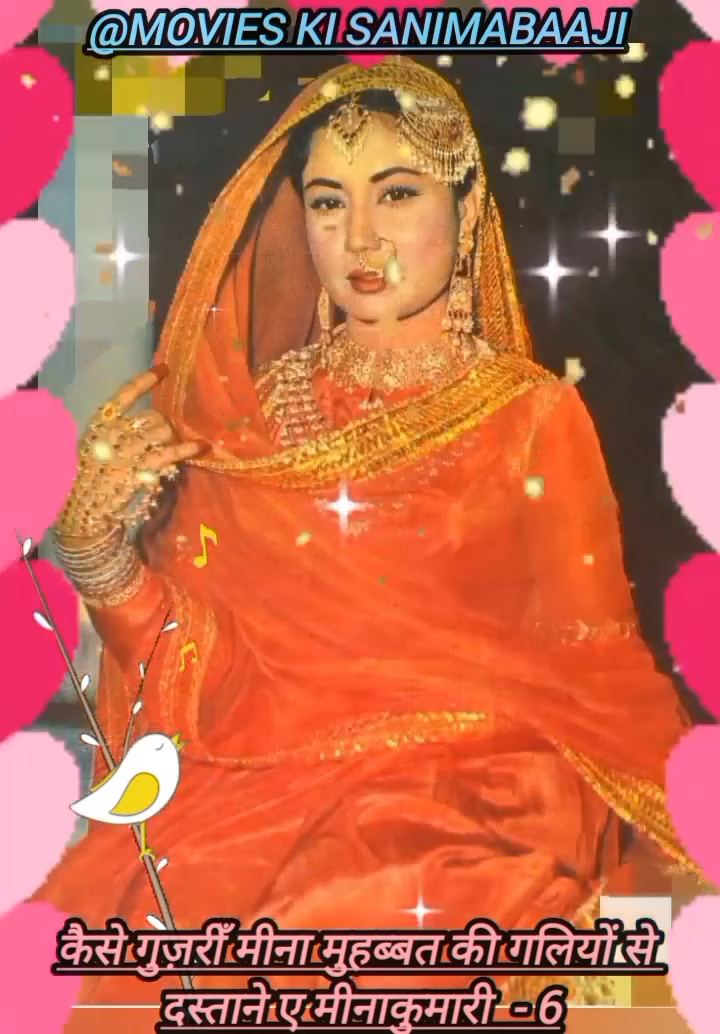 @MOVIES KI SANIMABAAJI
कैसे गुज़रीँ मीना मुहब्बत की गलियों से
दस्ताने ए मीनाकुमारी - 6